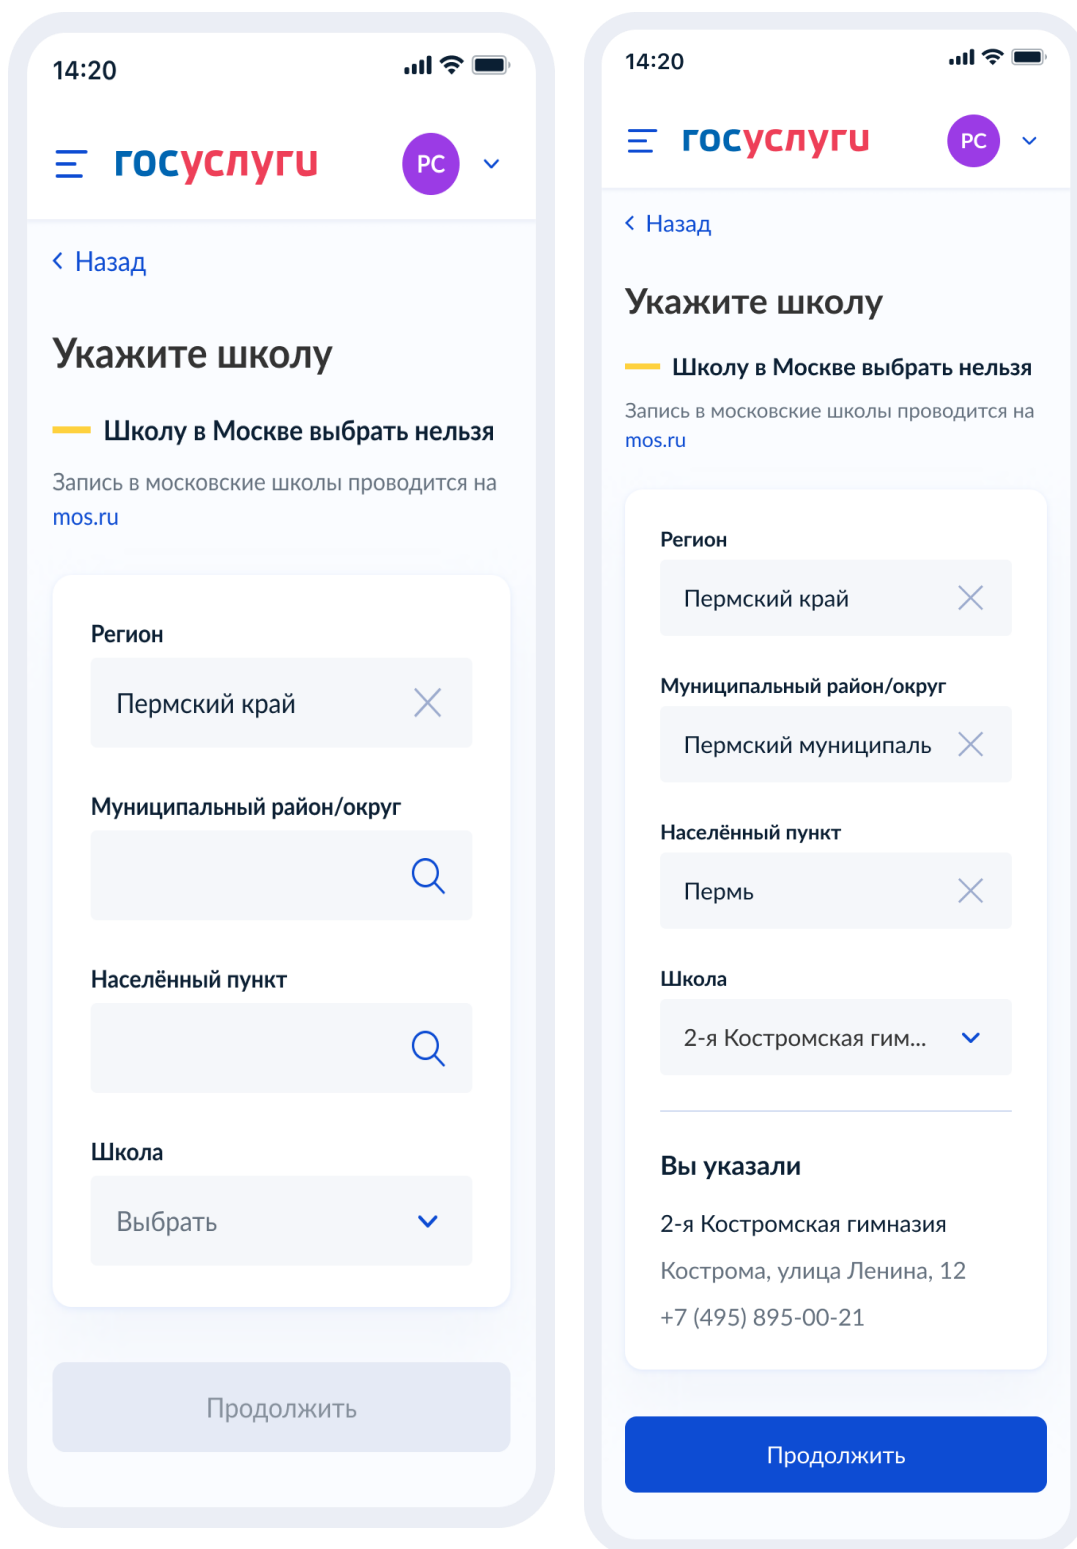 14:20
госуслуги
РС
Назад
Укажите школу
Школу в Москве выбрать нельзя
Запись в московские школы проводится на
mos.ru
Регион
Пермский край
Муниципальный район/округ
Населённый пункт
Школа
Выбрать
Продолжить
14:20
госуслуги
РС
Назад
Укажите школу
Школу в Москве выбрать нельзя
Запись в московские школы проводится на
mos.ru
Регион
Пермский край
Муниципальный район/округ
Пермский муниципаль
Населённый пункт
Пермь
Школа
2-я Костромская гим...
Вы указали
2-я Костромская гимназия
Кострома, улица Ленина, 12
+7 (495) 895-00-21
Продолжить